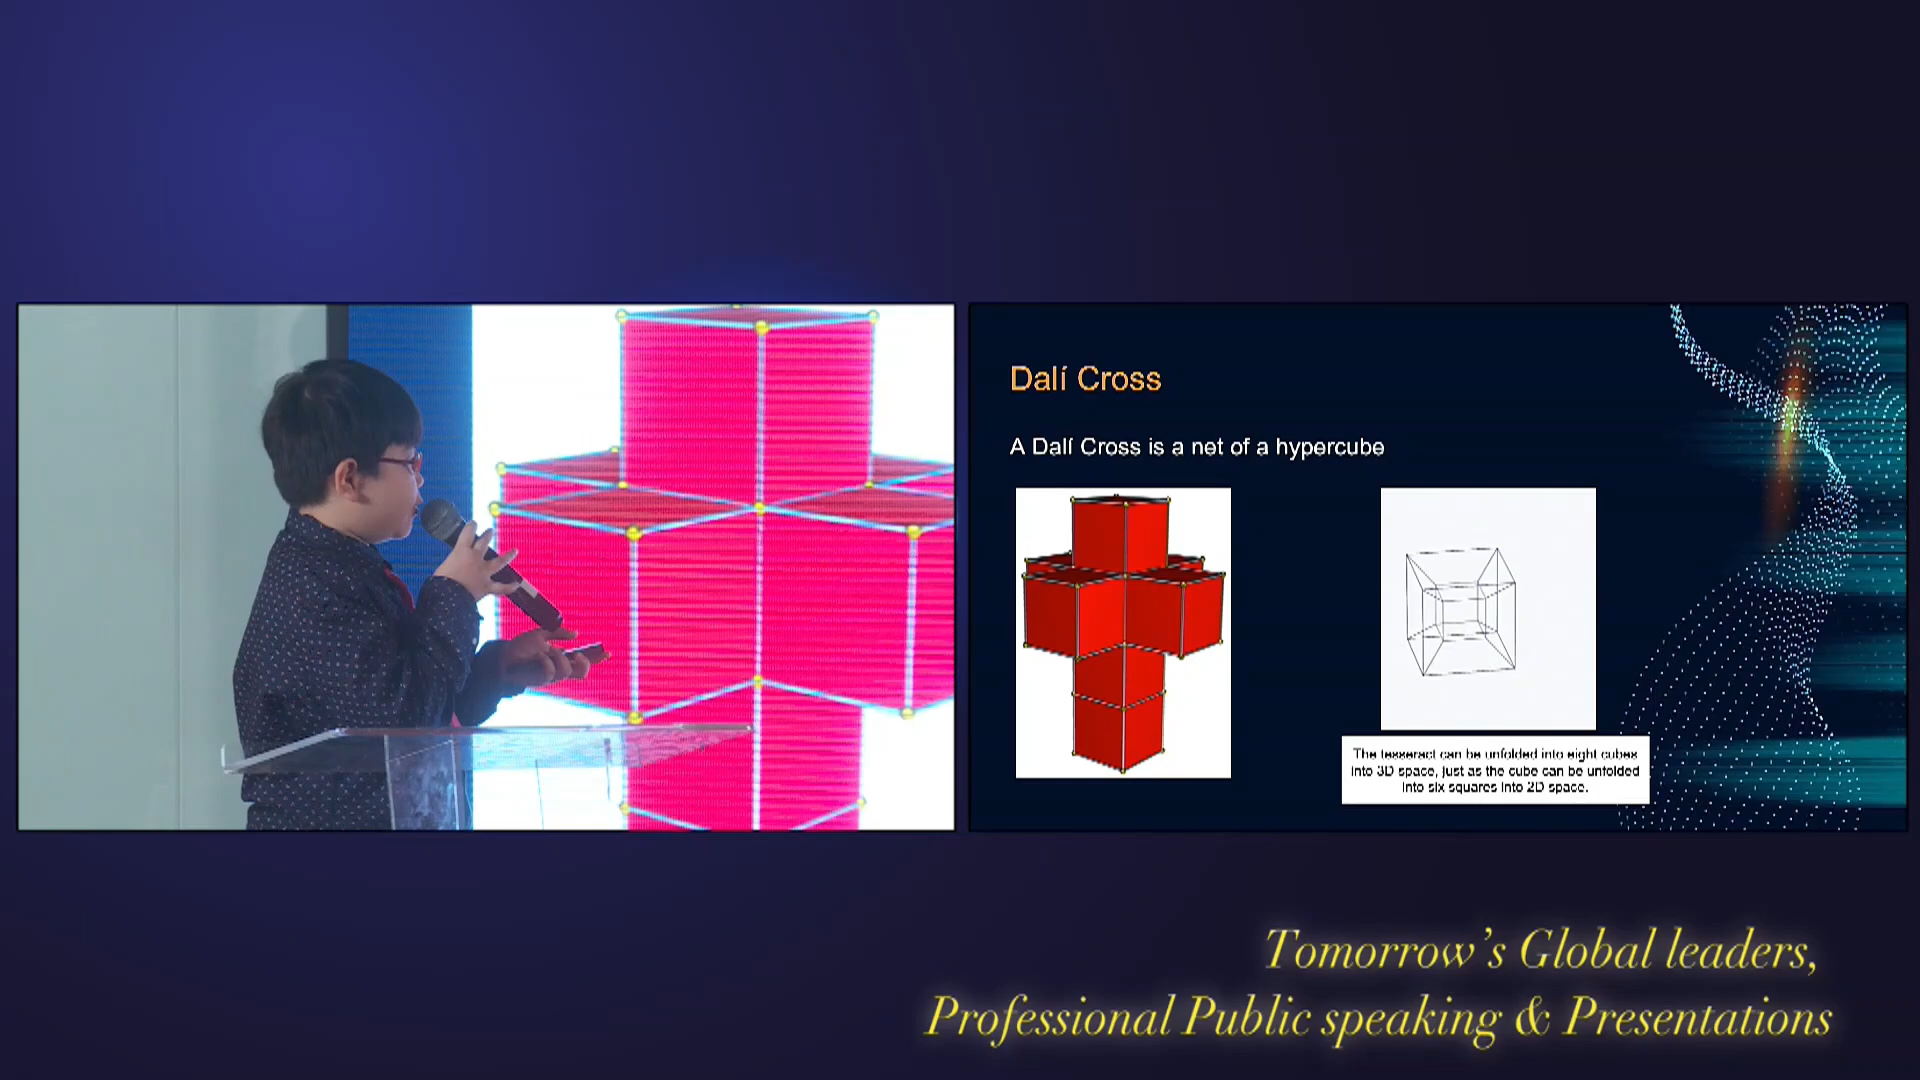 Dalí Cross
A Dalí Cross is a net of a hypercube
The tesseract can be unfolded into eight cubes
into 3D space, just as the cube can be unfolded
into six squares into 2D space.
Tomorrow’s Global leaders,
Professional Public speaking & Presentations